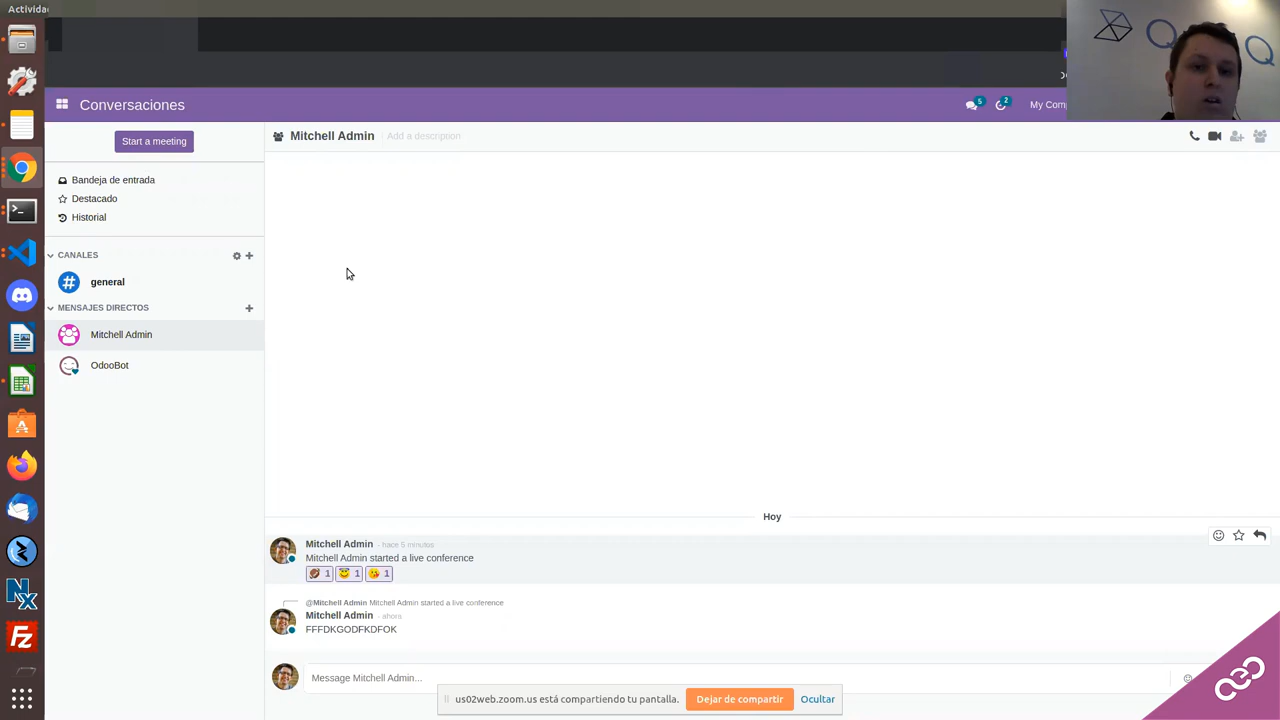 Activida
Conversaciones
5
2
My Comp
Start a meeting
Mitchell Admin
Add a description
Bandeja de entrada
Destacado
Historial
CANALES
general
MENSAJES DIRECTOS
Mitchell Admin
OdooBot
Hoy
Mitchell Admin - hace 5 minutos
Mitchell Admin started a live conference
1 1 1
@Mitchell Admin Mitchell Admin started a live conference
Mitchell Admin - ahora
FFFDKGODFKDFOK
Message Mitchell Admin...
us02web.zoom.us está compartiendo tu pantalla.
Dejar de compartir
Ocultar